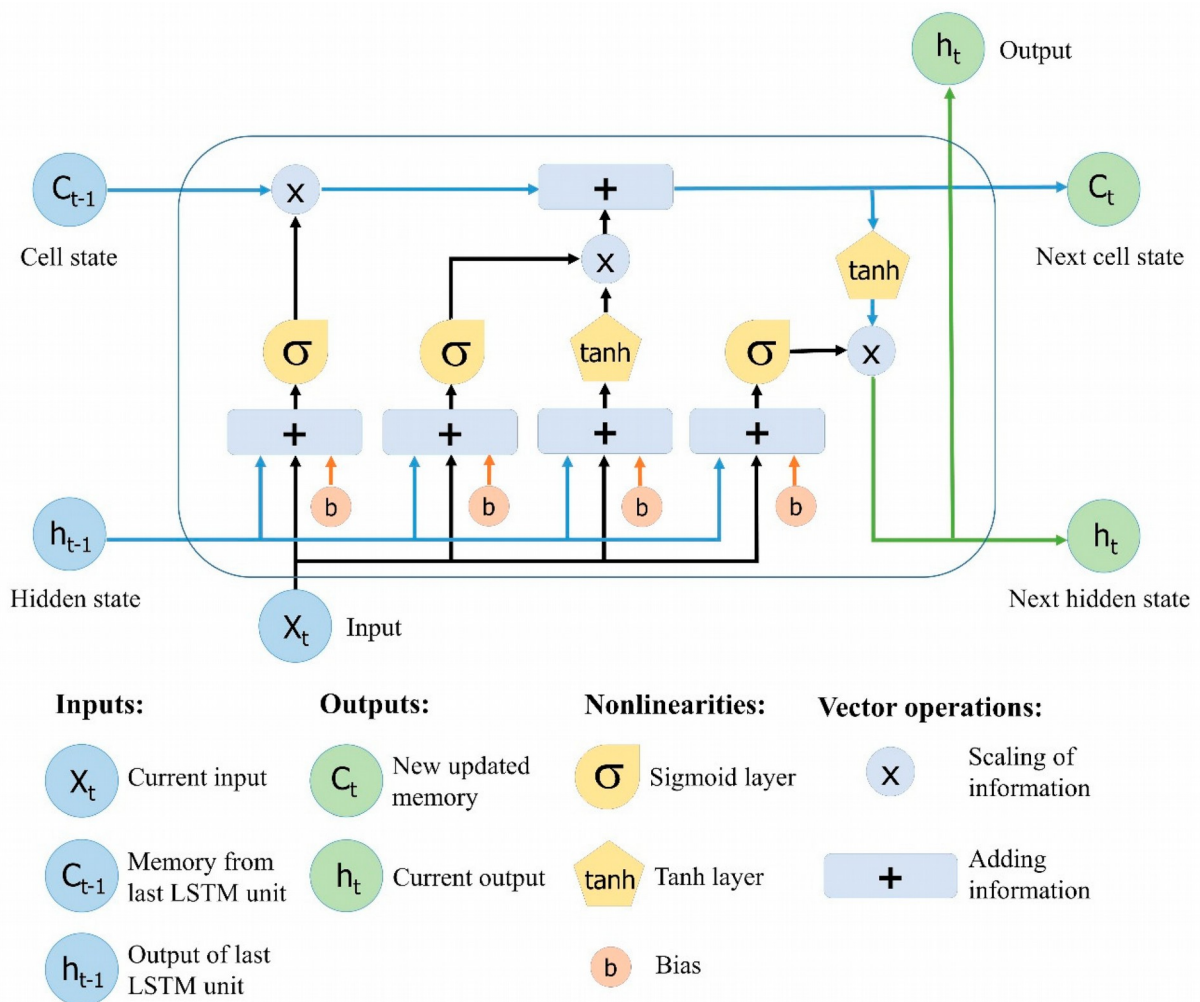 hₜ
Output
Cₜ₋₁
x
+
Cₜ
Cell state
x
tanh
Next cell state
σ
σ
tanh
σ
x
+
+
+
+
b
b
b
b
hₜ₋₁
hₜ
Hidden state
Next hidden state
Xₜ
Input
Inputs:
Outputs:
Nonlinearities:
Vector operations:
Xₜ
Current input
Cₜ
New updated
memory
σ
Sigmoid layer
x
Scaling of
information
Cₜ₋₁
Memory from
last LSTM unit
hₜ
Current output
tanh
Tanh layer
+
Adding
information
hₜ₋₁
Output of last
LSTM unit
b
Bias